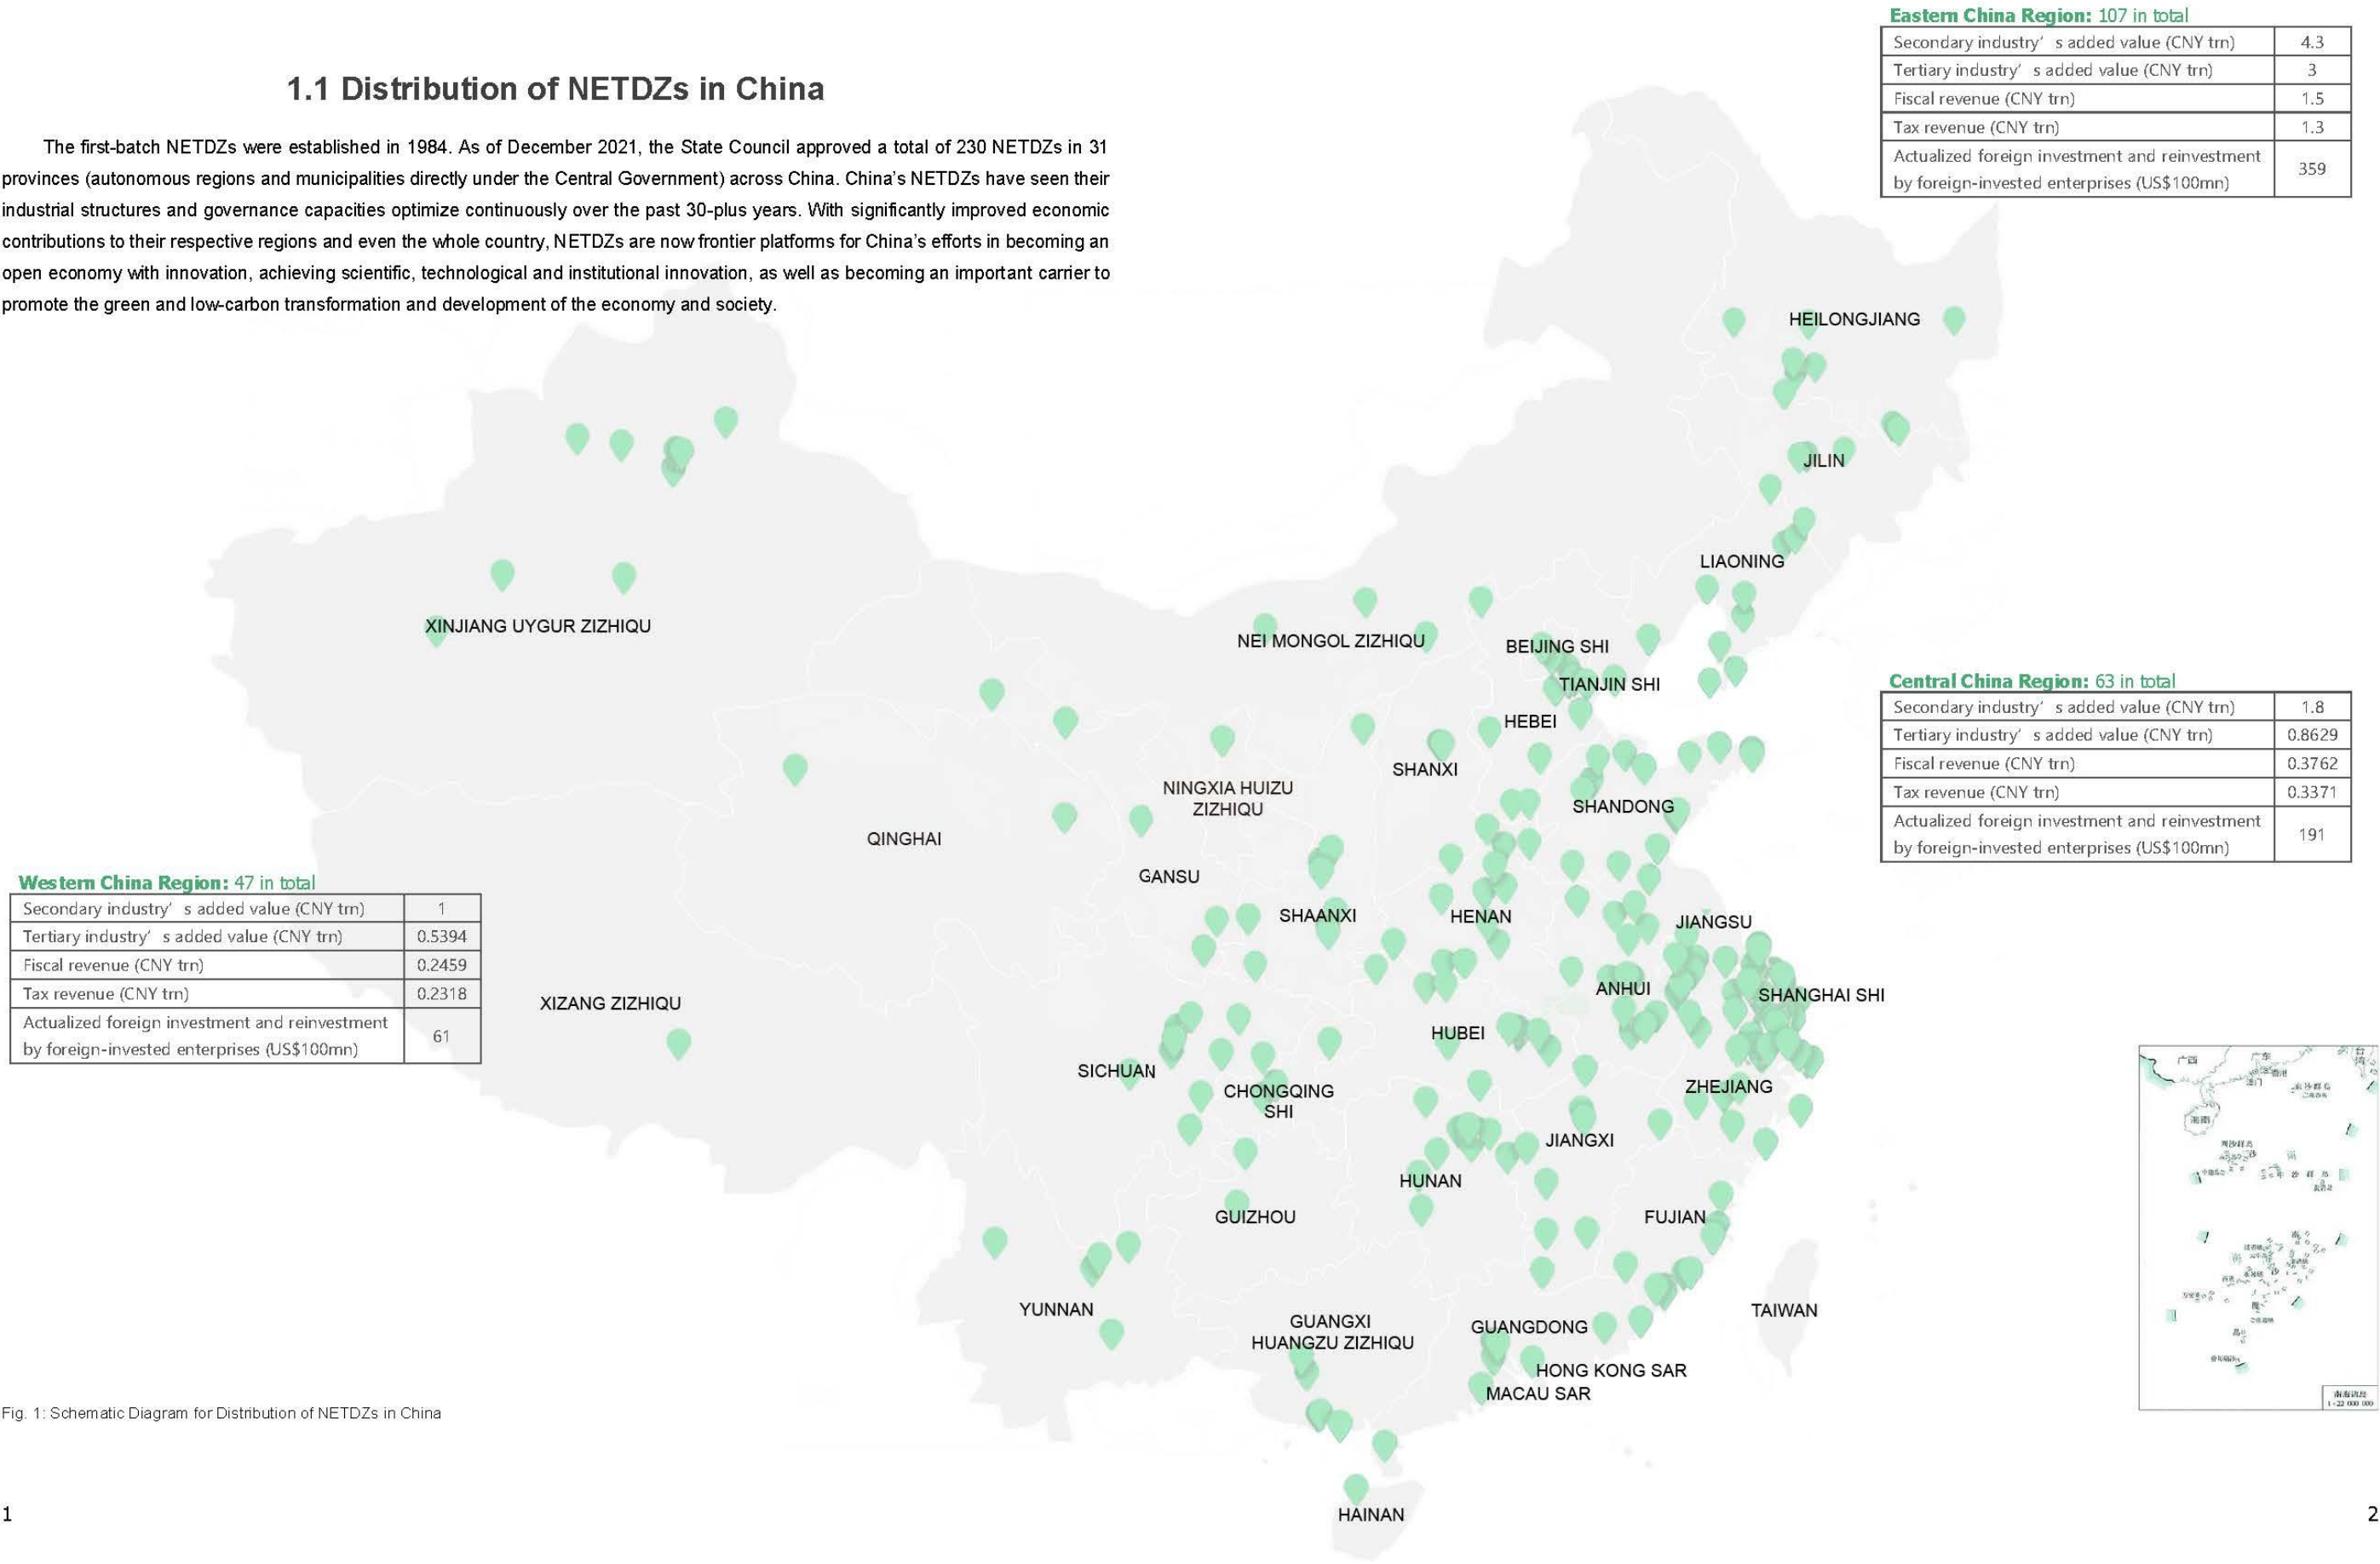 1.1 Distribution of NETDZs in China
The first-batch NETDZs were established in 1984. As of December 2021, the State Council approved a total of 230 NETDZs in 31
provinces (autonomous regions and municipalities directly under the Central Government) across China. China's NETDZs have seen their
industrial structures and governance capacities optimize continuously over the past 30-plus years. With significantly improved economic
contributions to their respective regions and even the whole country, NETDZs are now frontier platforms for China's efforts in becoming an
open economy with innovation, achieving scientific, technological and institutional innovation, as well as becoming an important carrier to
promote the green and low-carbon transformation and development of the economy and society.
Eastern China Region: 107 in total
Secondary industry' s added value (CNY trn) 4.3
Tertiary industry' s added value (CNY trn) 3
Fiscal revenue (CNY trn) 1.5
Tax revenue (CNY trn) 1.3
Actualized foreign investment and reinvestment
by foreign-invested enterprises (US$100mn) 359
HEILONGJIANG
JILIN
LIAONING
XINJIANG UYGUR ZIZHIQU
NEI MONGOL ZIZHIQU
BEIJING SHI
TIANJIN SHI
HEBEI
SHANXI
NINGXIA HUIZU
ZIZHIQU
SHANDONG
QINGHAI
GANSU
SHAANXI
HENAN
JIANGSU
Central China Region: 63 in total
Secondary industry' s added value (CNY trn) 1.8
Tertiary industry' s added value (CNY trn) 0.8629
Fiscal revenue (CNY trn) 0.3762
Tax revenue (CNY trn) 0.3371
Actualized foreign investment and reinvestment
by foreign-invested enterprises (US$100mn) 191
Western China Region: 47 in total
Secondary industry' s added value (CNY trn) 1
Tertiary industry' s added value (CNY trn) 0.5394
Fiscal revenue (CNY trn) 0.2459
Tax revenue (CNY trn) 0.2318
Actualized foreign investment and reinvestment
by foreign-invested enterprises (US$100mn) 61
XIZANG ZIZHIQU
ANHUI
SHANGHAI SHI
HUBEI
SICHUAN
CHONGQING
SHI
ZHEJIANG
JIANGXI
HUNAN
GUIZHOU
FUJIAN
YUNNAN
GUANGXI
HUANGZU ZIZHIQU
GUANGDONG
TAIWAN
HONG KONG SAR
MACAU SAR
HAINAN
广西
广东
海南
南海诸岛
Fig. 1: Schematic Diagram for Distribution of NETDZs in China
1
2